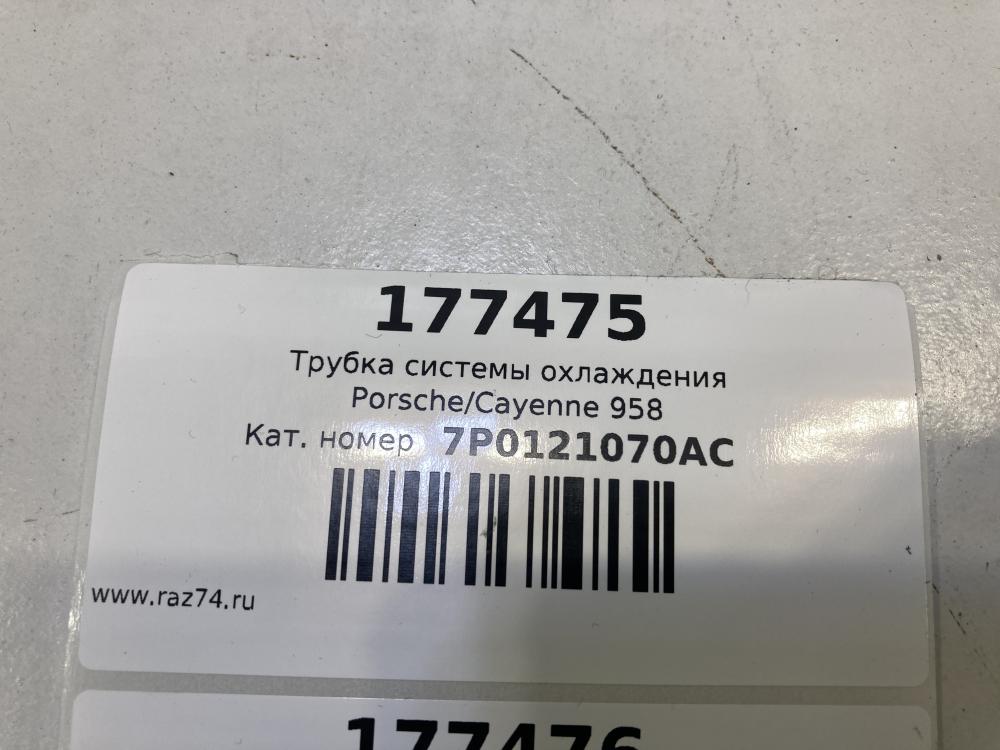 177475
Трубка системы охлаждения
Porsche/Cayenne 958
Кат. номер 7P0121070AC
www.raz74.ru
177476